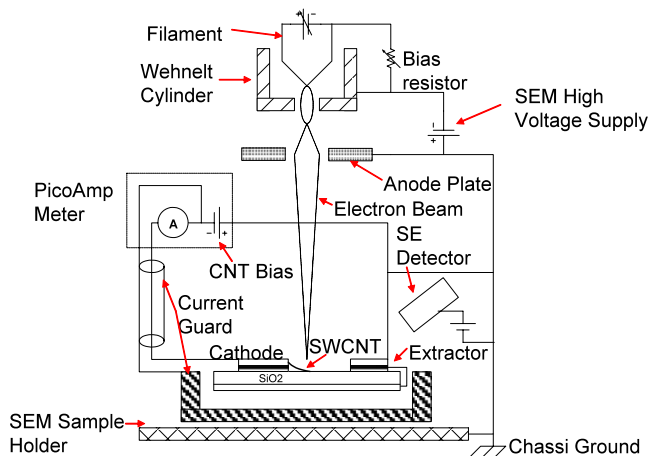 Filament
Wehnelt
Cylinder
Bias
resistor
SEM High
Voltage Supply
Anode Plate
PicoAmp
Meter
Electron Beam
A
CNT Bias
SE
Detector
Current
Guard
Cathode
SWCNT
Extractor
SiO2
SEM Sample
Holder
Chassi Ground